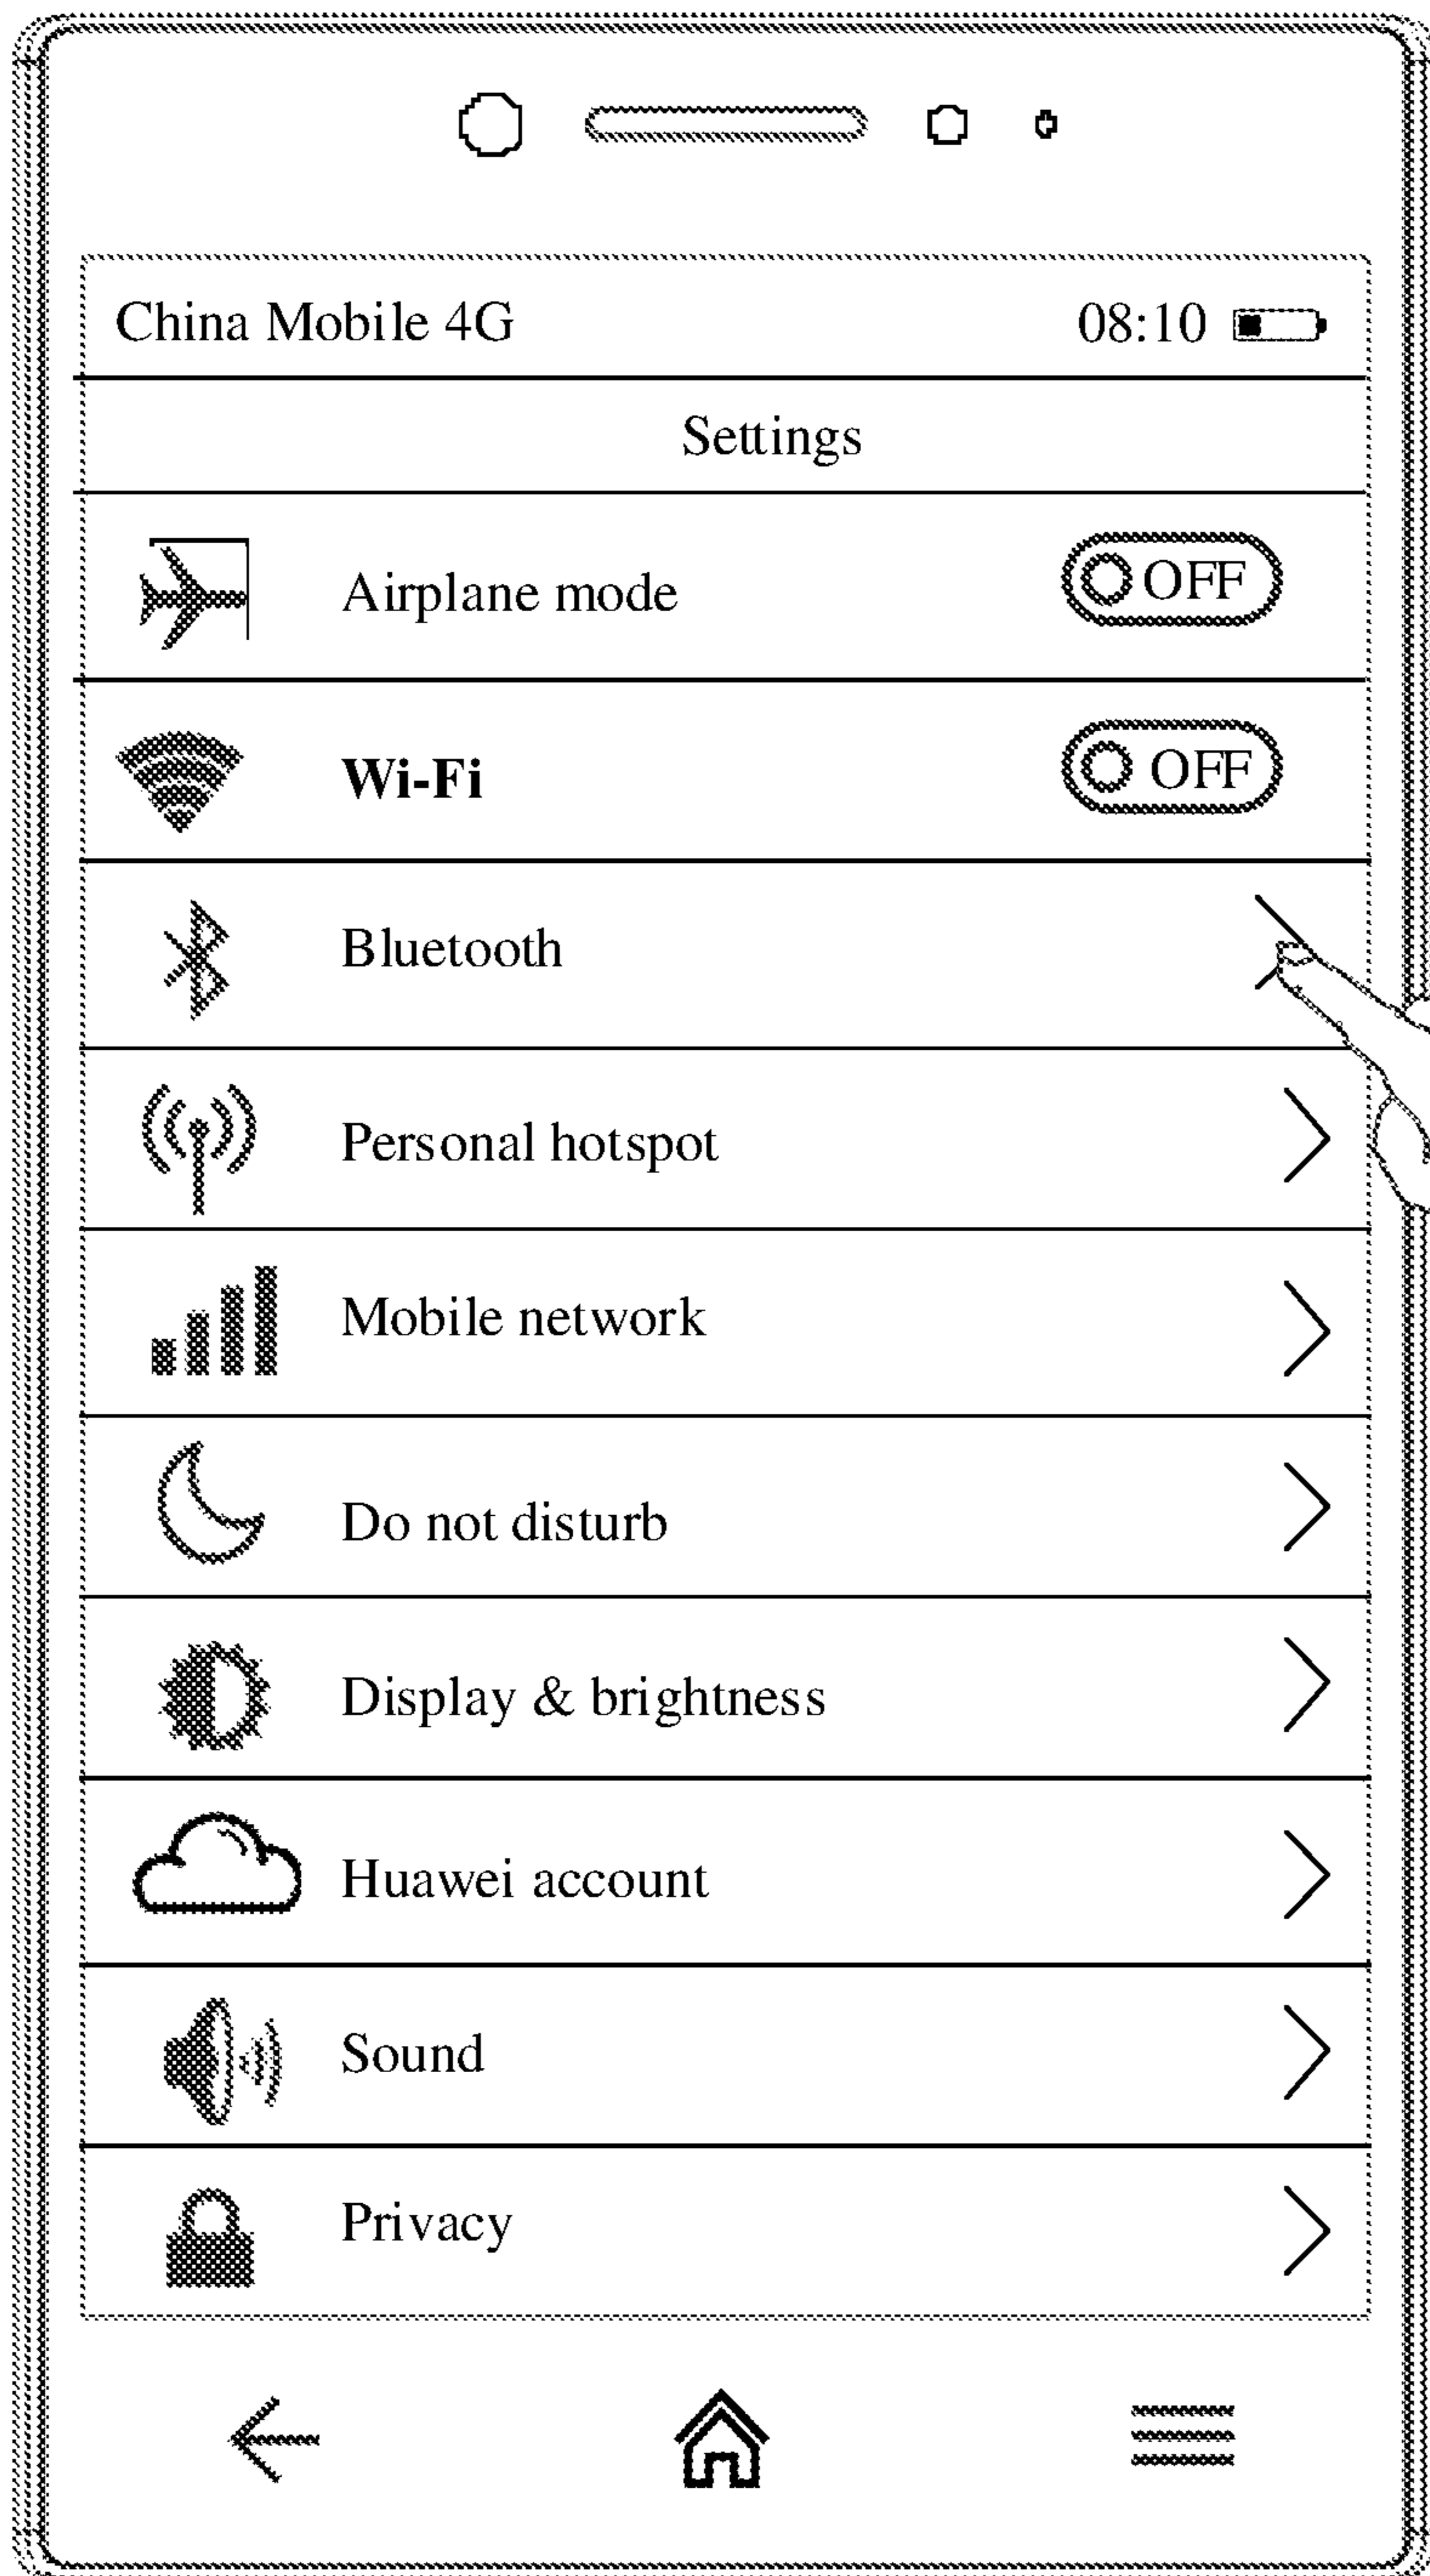 China Mobile 4G 08:10
Settings
Airplane mode OFF
Wi-Fi OFF
Bluetooth
Personal hotspot
Mobile network
Do not disturb
Display & brightness
Huawei account
Sound
Privacy